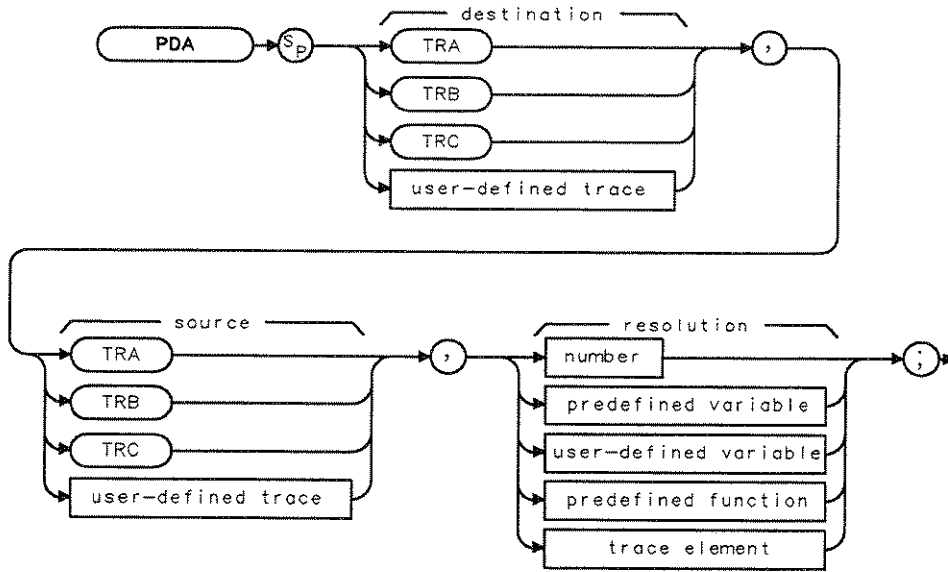 destination
PDA
SP
TRA
,
TRB
TRC
user-defined trace
source
TRA
TRB
TRC
user-defined trace
,
resolution
number
predefined variable
user-defined variable
predefined function
trace element
;